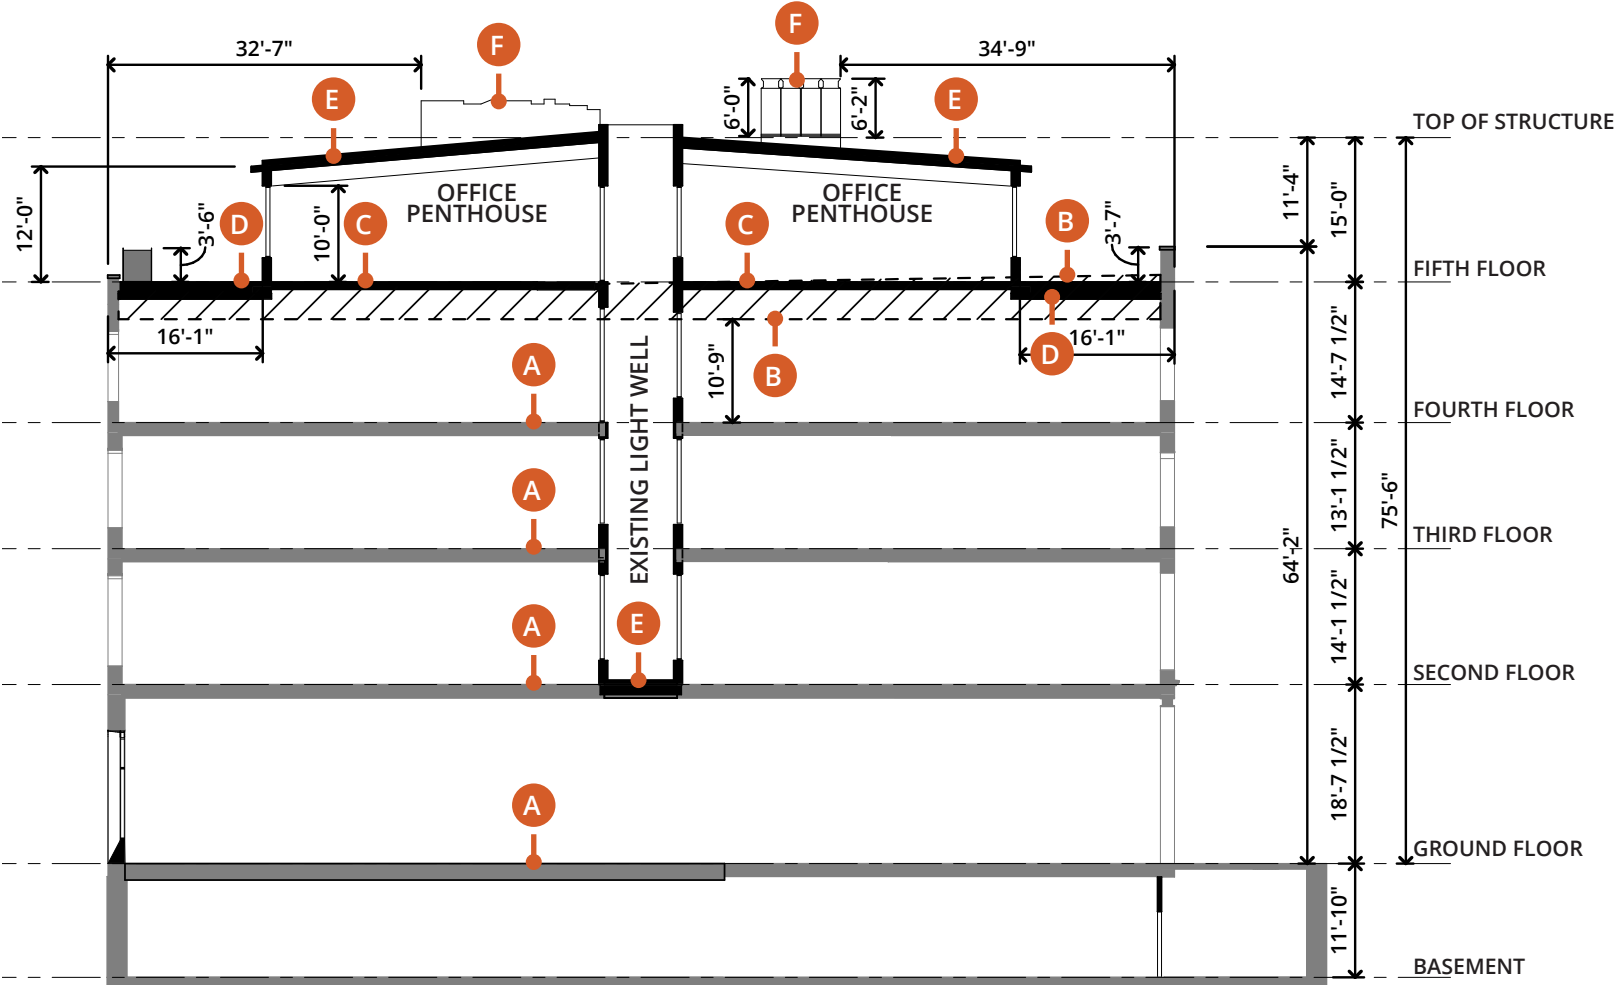 F
F
32'-7"
34'-9"
E
6'-0"
6'-2"
E
TOP OF STRUCTURE
12'-0"
3'-6"
D
10'-0"
C
OFFICE
PENTHOUSE
OFFICE
PENTHOUSE
C
B
3'-7"
11'-4"
15'-0"
FIFTH FLOOR
16'-1"
16'-1"
D
B
A
10'-9"
14'-7 1/2"
FOURTH FLOOR
EXISTING LIGHT WELL
A
13'-1 1/2"
75'-6"
THIRD FLOOR
64'-2"
A
E
14'-1 1/2"
SECOND FLOOR
A
18'-7 1/2"
GROUND FLOOR
11'-10"
BASEMENT